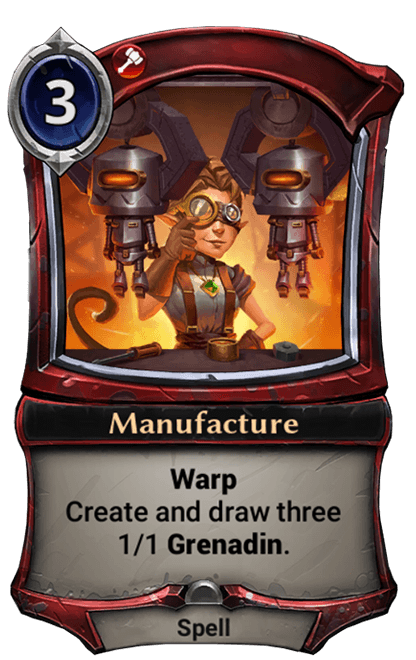 3
Manufacture
Warp
Create and draw three
1/1 Grenadin.
Spell